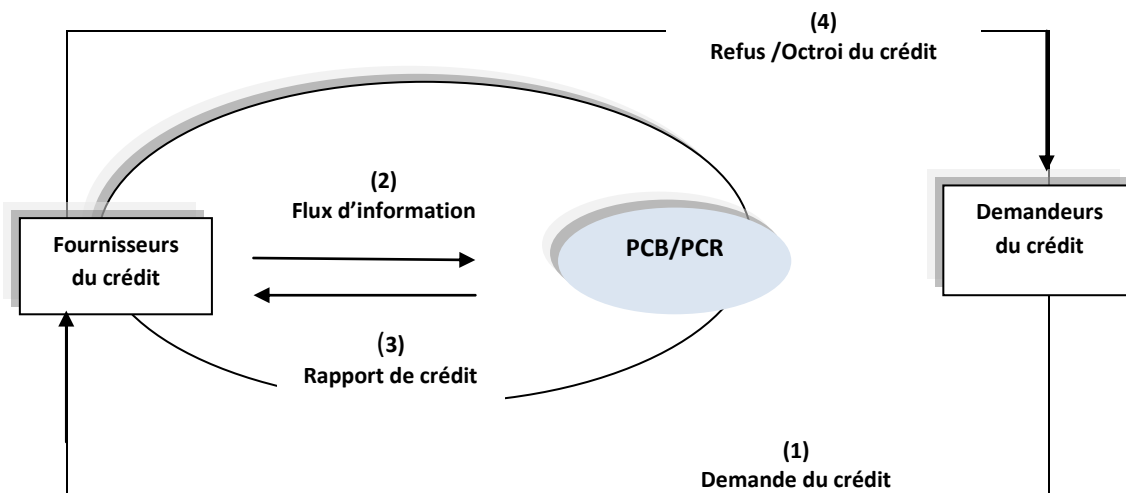 (4)
Refus /Octroi du crédit
(2)
Flux d’information
Fournisseurs
du crédit
PCB/PCR
Demandeurs
du crédit
(3)
Rapport de crédit
(1)
Demande du crédit